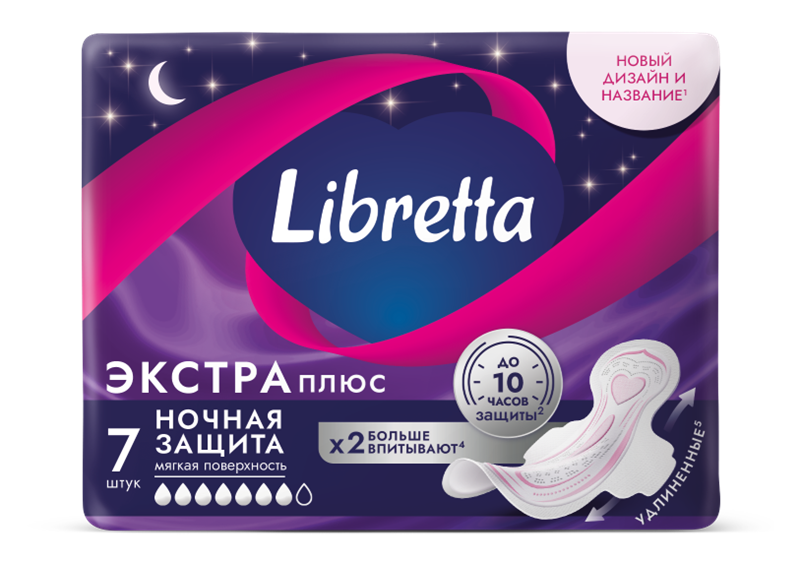 НОВЫЙ
ДИЗАЙН И
НАЗВАНИЕ¹
Libretta
ЭКСТРА ПЛЮС
7
штук
НОЧНАЯ
ЗАЩИТА
мягкая поверхность
x2 БОЛЬШЕ
ВПИТЫВАЮТ⁴
ДО
10
ЧАСОВ
защиты²
УДЛИНЕННЫЕ⁵